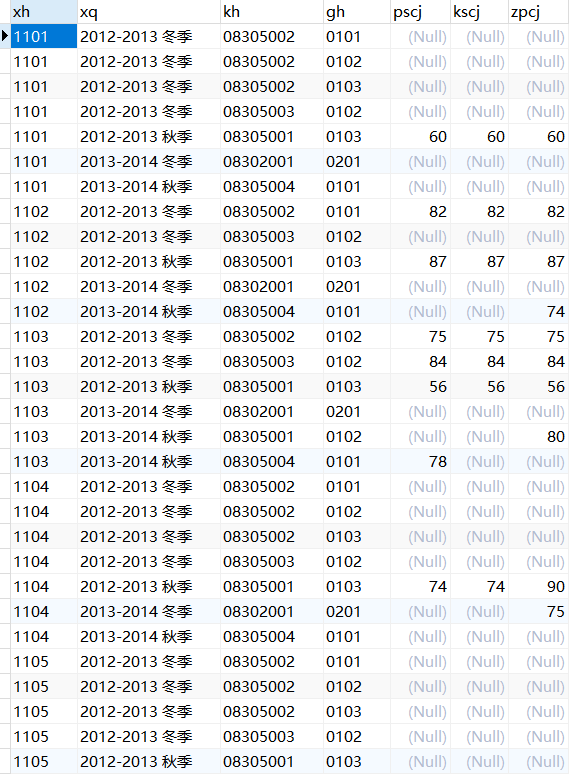 xh xq kh gh pscj kscj zpcj
1101 2012-2013 冬季 08305002 0101 (Null) (Null) (Null)
1101 2012-2013 冬季 08305002 0102 (Null) (Null) (Null)
1101 2012-2013 冬季 08305002 0103 (Null) (Null) (Null)
1101 2012-2013 冬季 08305003 0102 (Null) (Null) (Null)
1101 2012-2013 秋季 08305001 0103 60 60 60
1101 2013-2014 冬季 08302001 0201 (Null) (Null) (Null)
1101 2013-2014 秋季 08305004 0101 (Null) (Null) (Null)
1102 2012-2013 冬季 08305002 0101 82 82 82
1102 2012-2013 冬季 08305003 0102 (Null) (Null) (Null)
1102 2012-2013 秋季 08305001 0103 87 87 87
1102 2013-2014 冬季 08302001 0201 (Null) (Null) (Null)
1102 2013-2014 秋季 08305004 0101 (Null) (Null) 74
1103 2012-2013 冬季 08305002 0102 75 75 75
1103 2012-2013 冬季 08305003 0102 84 84 84
1103 2012-2013 秋季 08305001 0103 56 56 56
1103 2013-2014 冬季 08302001 0201 (Null) (Null) (Null)
1103 2013-2014 冬季 08305001 0102 (Null) (Null) 80
1103 2013-2014 秋季 08305004 0101 78 (Null) (Null)
1104 2012-2013 冬季 08305002 0101 (Null) (Null) (Null)
1104 2012-2013 冬季 08305002 0102 (Null) (Null) (Null)
1104 2012-2013 冬季 08305002 0103 (Null) (Null) (Null)
1104 2012-2013 冬季 08305003 0102 (Null) (Null) (Null)
1104 2012-2013 秋季 08305001 0103 74 74 90
1104 2013-2014 冬季 08302001 0201 (Null) (Null) 75
1104 2013-2014 秋季 08305004 0101 (Null) (Null) (Null)
1105 2012-2013 冬季 08305002 0101 (Null) (Null) (Null)
1105 2012-2013 冬季 08305002 0102 (Null) (Null) (Null)
1105 2012-2013 冬季 08305002 0103 (Null) (Null) (Null)
1105 2012-2013 冬季 08305003 0102 (Null) (Null) (Null)
1105 2012-2013 秋季 08305001 0103 (Null) (Null) (Null)